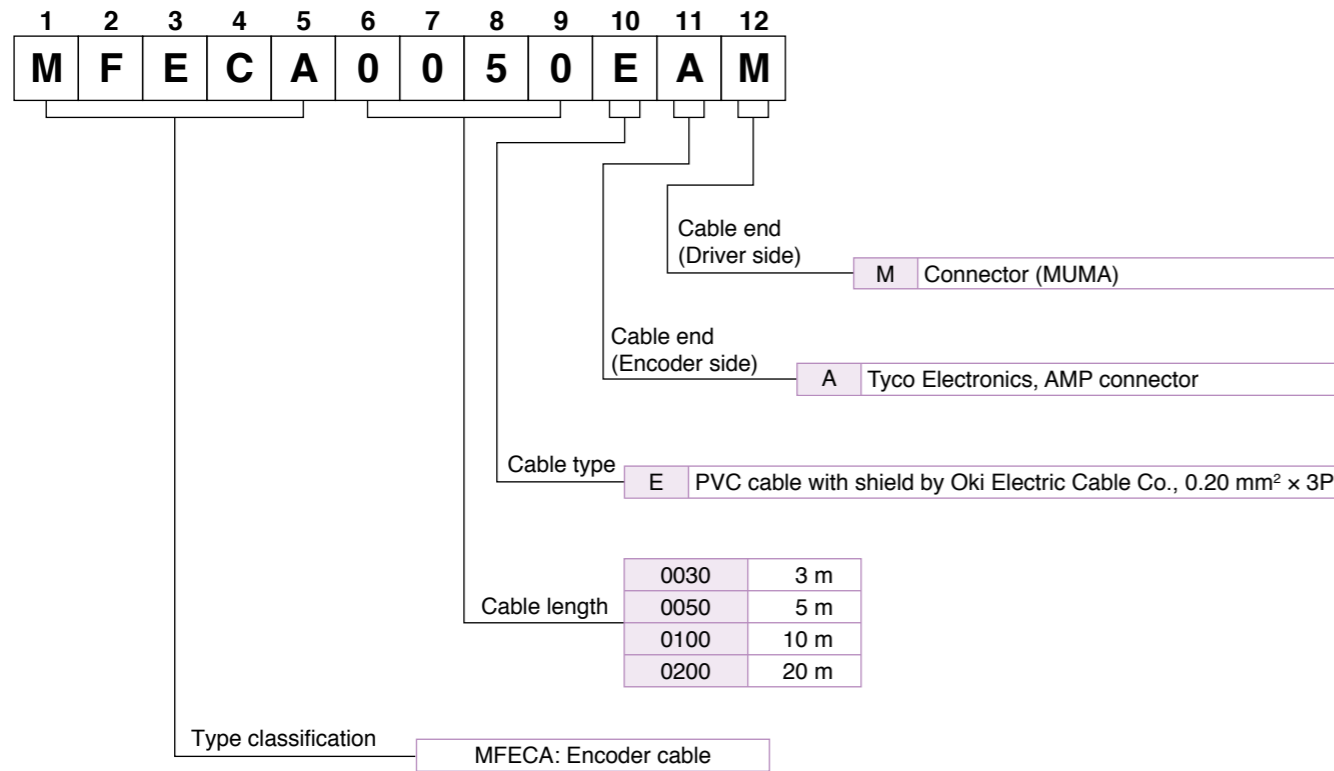 1 2 3 4 5 6 7 8 9 10 11 12
M F E C A 0 0 5 0 E A M
Cable end
(Driver side)
M Connector (MUMA)
Cable end
(Encoder side)
A Tyco Electronics, AMP connector
Cable type
E PVC cable with shield by Oki Electric Cable Co., 0.20 mm² × 3P
Cable length
0030 3 m
0050 5 m
0100 10 m
0200 20 m
Type classification
MFECA: Encoder cable